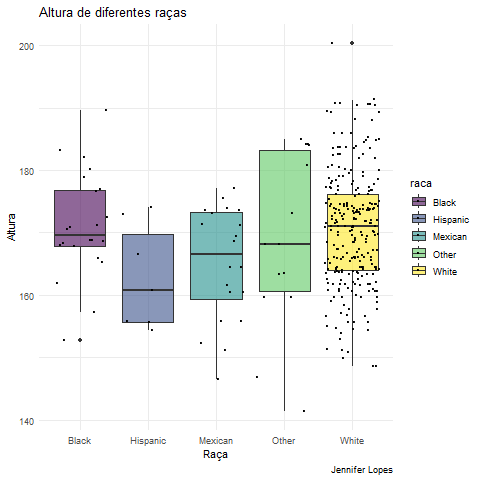 Altura de diferentes raças
200
180
160
140
Altura
Black
Hispanic
Mexican
Other
White
Raça
raca
Black
Hispanic
Mexican
Other
White
Jennifer Lopes